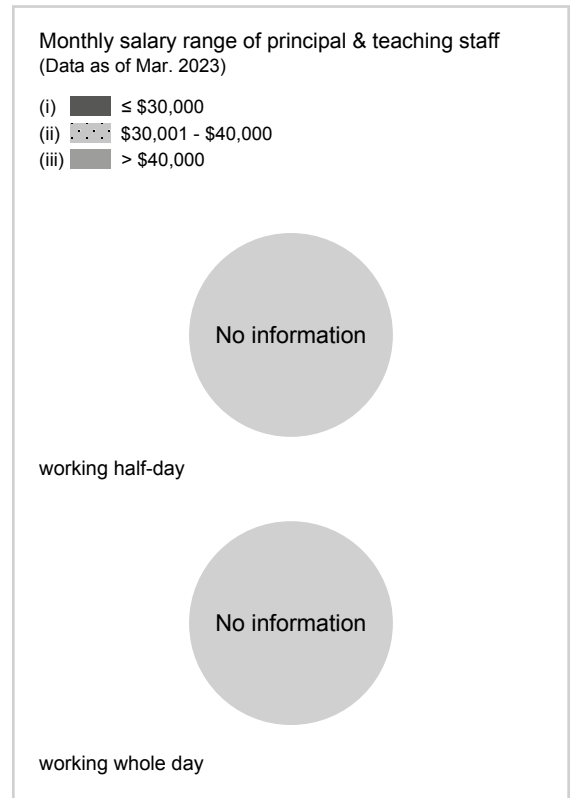 Monthly salary range of principal & teaching staff
(Data as of Mar. 2023)
(i) ≤ $30,000
(ii) $30,001 - $40,000
(iii) > $40,000
No information
working half-day
No information
working whole day